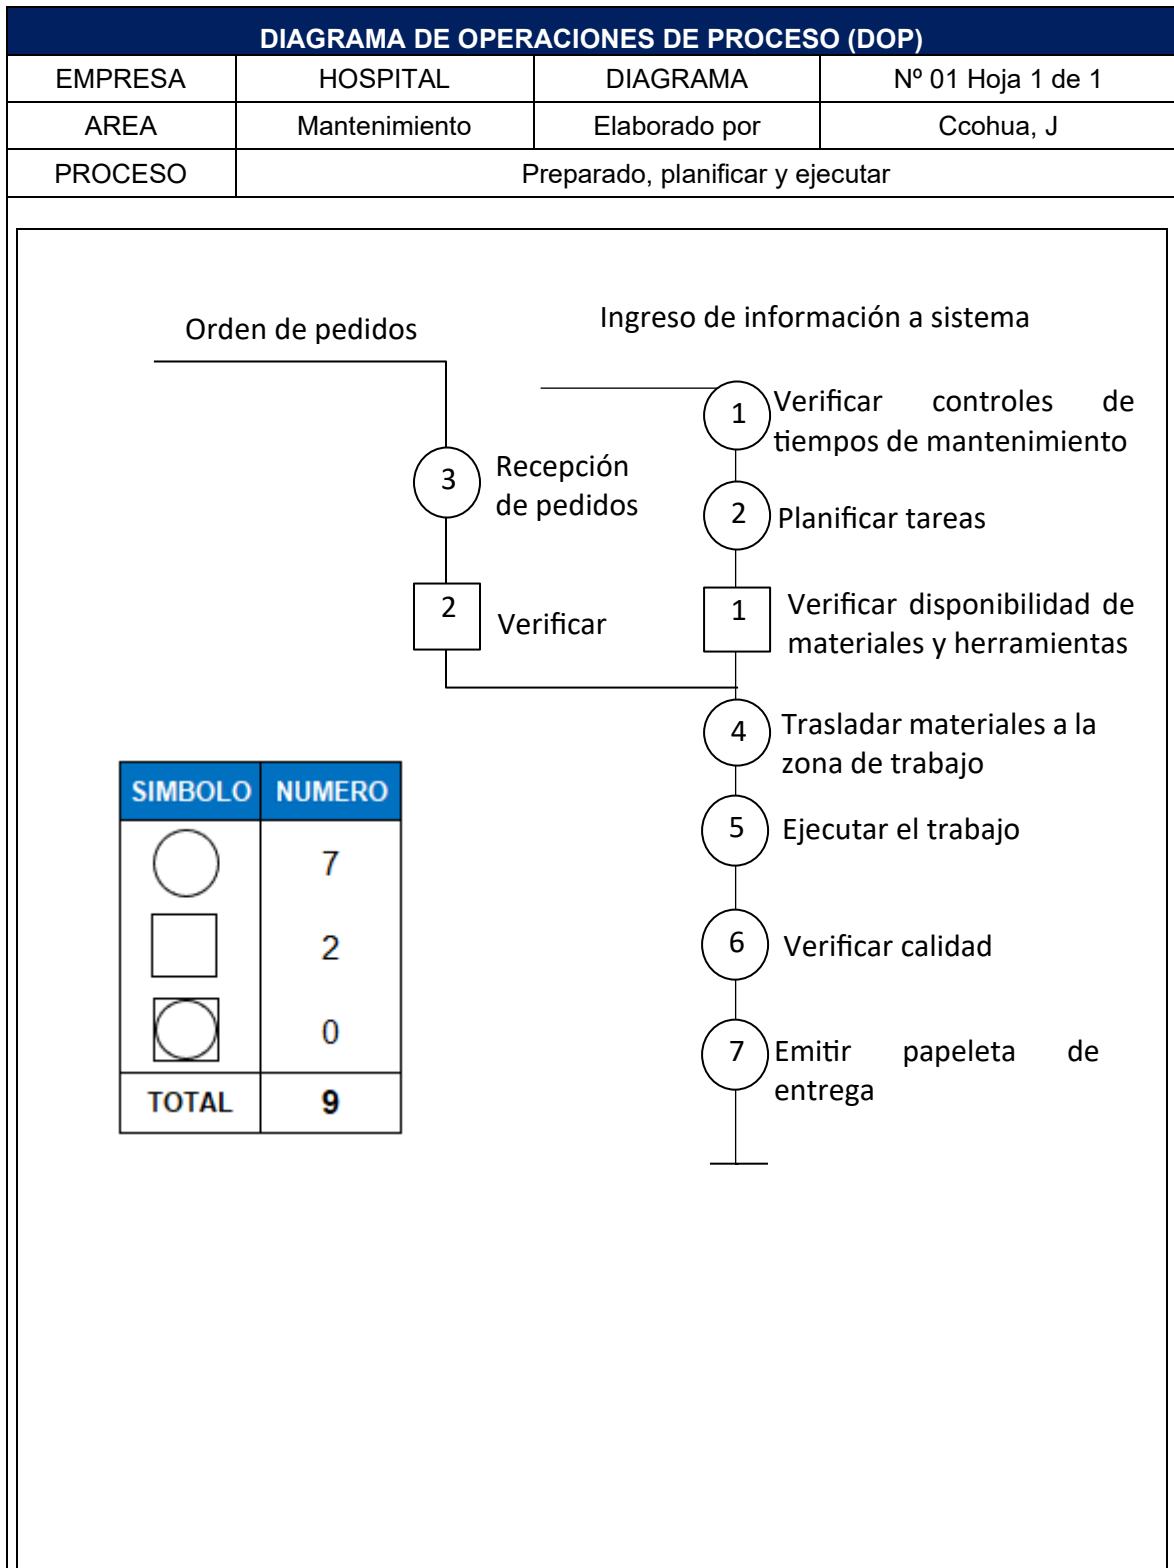 DIAGRAMA DE OPERACIONES DE PROCESO (DOP)
EMPRESA HOSPITAL DIAGRAMA Nº 01 Hoja 1 de 1
AREA Mantenimiento Elaborado por Ccohua, J
PROCESO Preparado, planificar y ejecutar
Orden de pedidos
Ingreso de información a sistema
1
Verificar controles de
tiempos de mantenimiento
3
Recepción
de pedidos
2
Planificar tareas
2
Verificar
1
Verificar disponibilidad de
materiales y herramientas
4
Trasladar materiales a la
zona de trabajo
5
Ejecutar el trabajo
6
Verificar calidad
7
Emitir papeleta de
entrega
SIMBOLO NUMERO
7
2
0
TOTAL 9